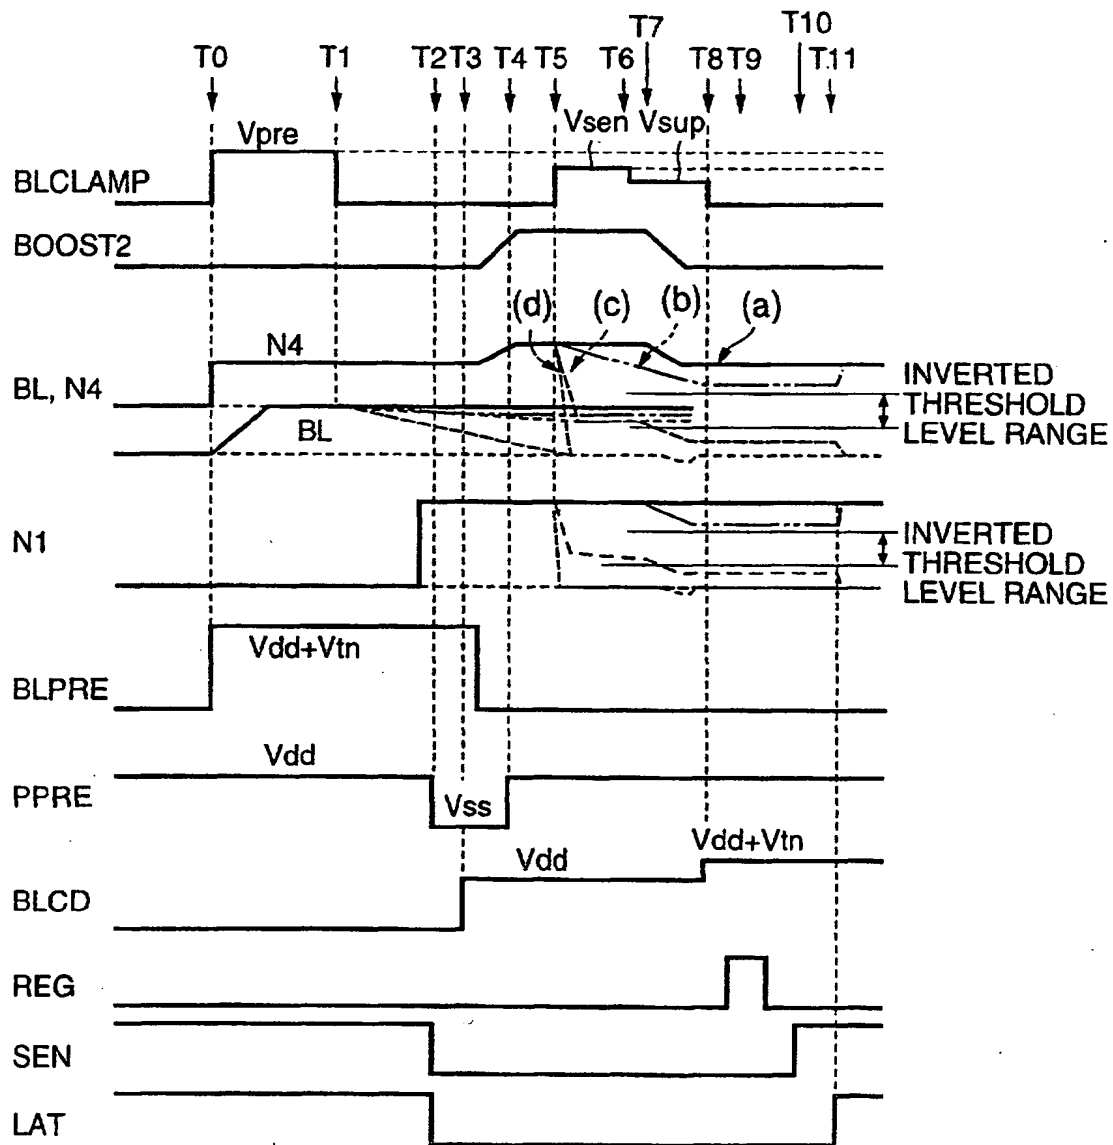 T7 T10
T0 T1 T2 T3 T4 T5 T6 T8 T9 T11
Vsen Vsup
Vpre
BLCLAMP
BOOST2
(d) (c) (b) (a)
N4
BL, N4
INVERTED
THRESHOLD
LEVEL RANGE
BL
N1
INVERTED
THRESHOLD
LEVEL RANGE
Vdd+Vtn
BLPRE
Vdd
PPRE
Vss
Vdd+Vtn
Vdd
BLCD
REG
SEN
LAT